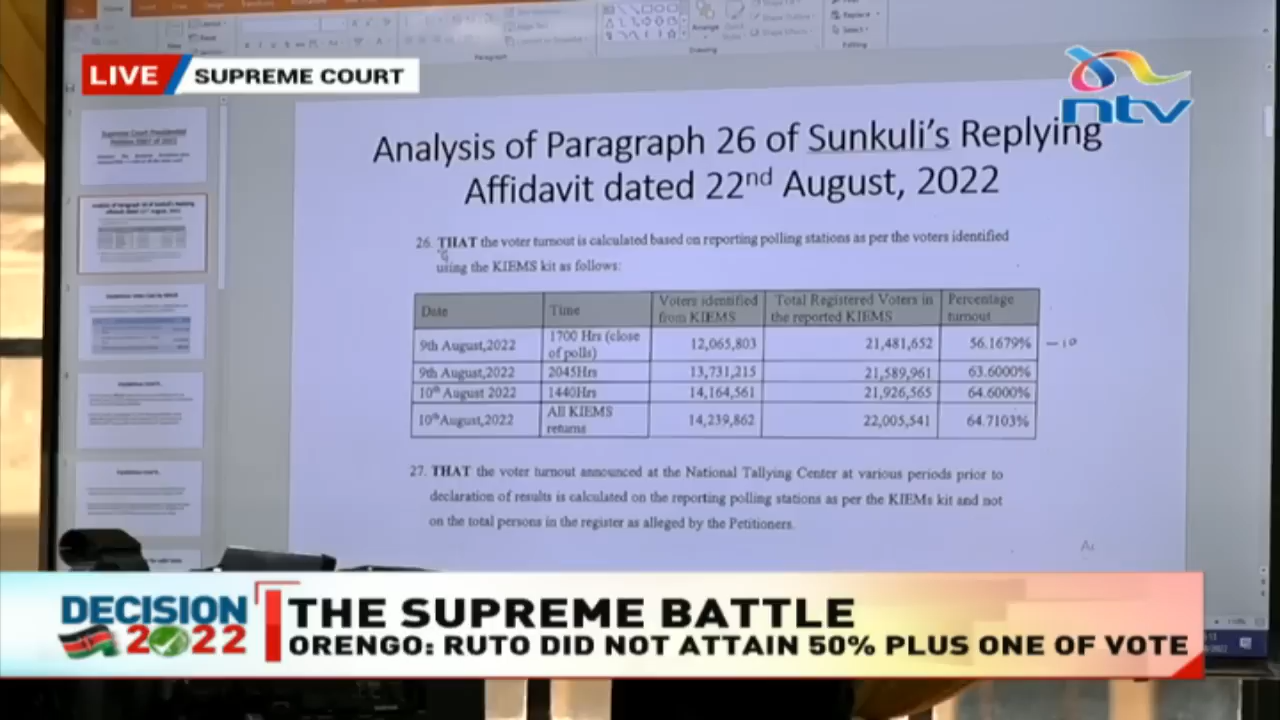 LIVE SUPREME COURT
ntv
Analysis of Paragraph 26 of Sunkuli's Replying
Affidavit dated 22nd August, 2022
26. THAT the voter turnout is calculated based on reporting polling stations as per the voters identified
using the KIEMS kit as follows:
Date Time Voters identified from KIEMS Total Registered Voters in the reported KIEMS Percentage turnout
9th August,2022 1700 Hrs (close of polls) 12,065,803 21,481,652 56.1679%
9th August,2022 2045Hrs 13,731,215 21,589,961 63.6000%
10th August 2022 1440Hrs 14,164,561 21,926,565 64.6000%
10th August,2022 All KIEMS returns 14,239,862 22,005,541 64.7103%
27. THAT the voter turnout announced at the National Tallying Center at various periods prior to
declaration of results is calculated on the reporting polling stations as per the KIEMs kit and not
on the total persons in the register as alleged by the Petitioners.
DECISION
2022
THE SUPREME BATTLE
ORENGO: RUTO DID NOT ATTAIN 50% PLUS ONE OF VOTE